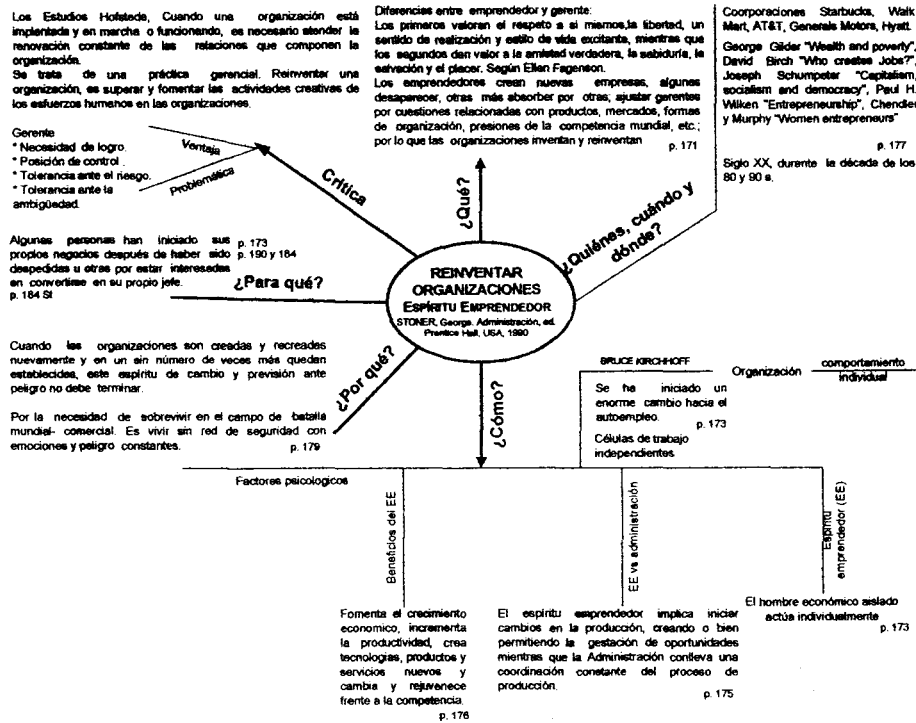 Los Estudios Hofstede, Cuando una organización está
implantada y en marcha o funcionando, es necesario atender la
renovación constante de las relaciones que componen la
organización.
Se trata de una práctica gerencial. Reinventar una
organización, es superar y fomentar las actividades creativas de
los esfuerzos humanos en las organizaciones.
Gerente
* Necesidad de logro.
* Posición de control.
* Tolerancia ante el riesgo.
* Tolerancia ante la
ambigüedad.
Ventaja
Problemática
Crítica
Diferencias entre emprendedor y gerente:
Los primeros valoran el respeto a si mismos,la libertad, un
sentido de realización y estilo de vida excitante, mientras que
los segundos dan valor a la amistad verdadera, la sabiduría, la
salvación y el placer. Según Ellen Fagenson.
Los emprendedores crean nuevas empresas, algunas
desaparecer, otras más absorber por otras; ajustar gerentes
por cuestiones relacionadas con productos, mercados, formas
de organización, presiones de la competencia mundial, etc.;
por lo que las organizaciones inventan y reinventan
p. 171
¿Qué?
Coorporaciones Starbucks, Walk
Mart, AT&T, Generals Motors, Hyatt.
George Gilder "Wealth and poverty",
David Birch "Who creates Jobs?",
Joseph Schumpeter "Capitalism,
socialism and democracy", Paul H.
Wilken "Entrepreneurship", Chendler
y Murphy "Women entrepreneurs"
p. 177
Siglo XX, durente la década de los
80 y 90 s.
¿Quiénes, cuándo y
dónde?
Algunas personas han iniciado sus
propios negocios después de haber sido
despedidas u otras por estar interesadas
en convertirse en su propio jefe.
p. 184 St
p. 173
p. 190 y 184
¿Para qué?
REINVENTAR
ORGANIZACIONES
ESPÍRITU EMPRENDEDOR
STONER, George. Administración, ed.
Prentice Hall, USA, 1990
Cuando las organizaciones son creadas y recreadas
nuevamente y en un sin número de veces más quedan
establecidas, este espíritu de cambio y previsión ante
peligro no debe terminar.
Por la necesidad de sobrevivir en el campo de batalla
mundial- comercial. Es vivir sin red de seguridad con
emociones y peligro constantes.
p. 179
¿Por qué?
¿Cómo?
BRUCE KIRCHHOFF
Se ha iniciado un
enorme cambio hacia el
autoempleo.
p. 173
Células de trabajo
independientes
Organización
comportamiento
individual
Factores psicologicos
Beneficios del EE
EE vs administración
Espíritu
emprendedor (EE)
Fomenta el crecimiento
economico, incrementa
la productividad, crea
tecnologías, productos y
servicios nuevos y
cambia y rejuvenece
frente a la competencia.
p. 176
El espíritu emprendedor implica iniciar
cambios en la producción, creando o bien
permitiendo la gestación de oportunidades
mientras que la Administración conlleva una
coordinación constante del proceso de
producción.
p. 175
El hombre económico aislado
actúa individualmente
p. 173